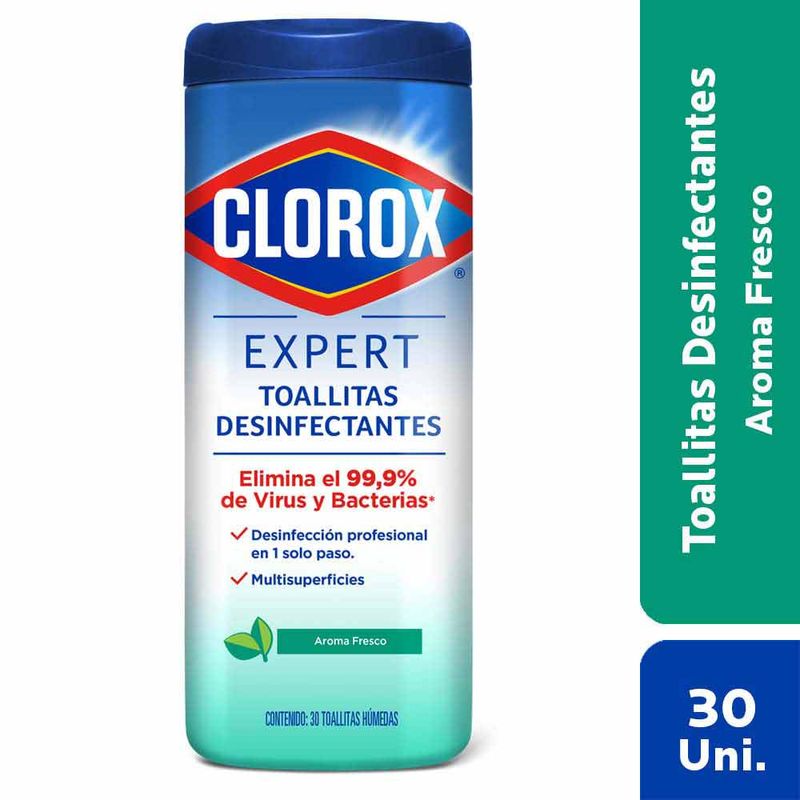 CLOROX
®
EXPERT
TOALLITAS
DESINFECTANTES
Elimina el 99,9%
de Virus y Bacterias*
Desinfección profesional
en 1 solo paso.
Multisuperficies
Aroma Fresco
CONTENIDO: 30 TOALLITAS HÚMEDAS
Toallitas Desinfectantes
Aroma Fresco
30
Uni.